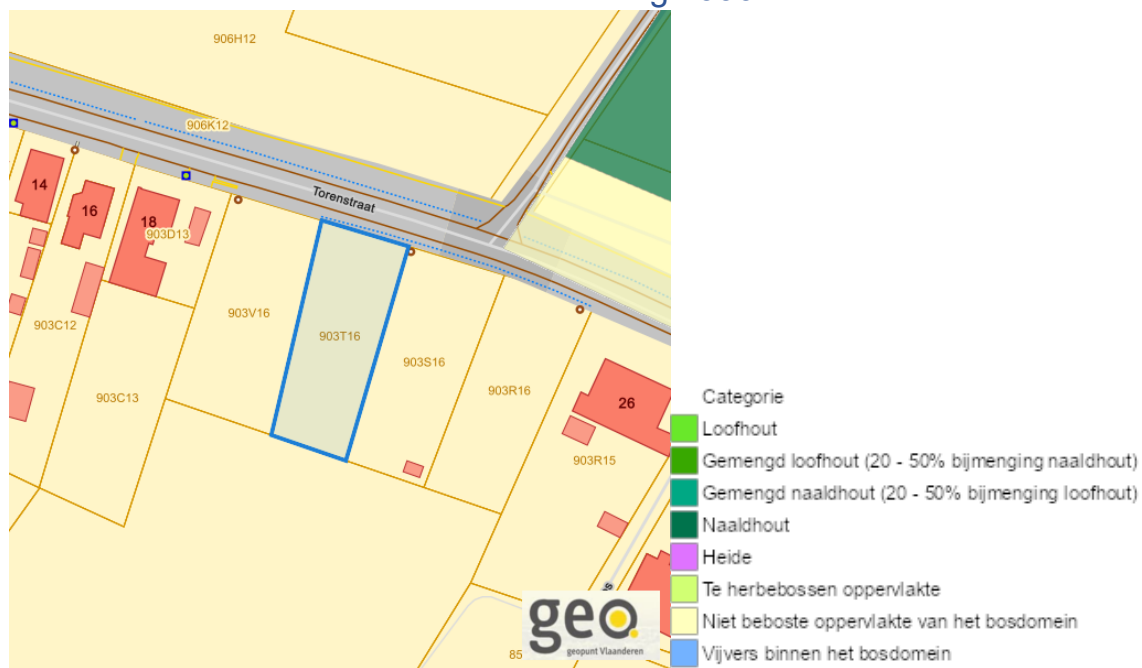 906H12
906K12
Torenstraat
14
16
18
903D13
903V16
903T16
903C12
903S16
903R16
903C13
26
903R15
geo.
geopunt Vlaanderen
85
Categorie
Loofhout
Gemengd loofhout (20 - 50% bijmenging naaldhout)
Gemengd naaldhout (20 - 50% bijmenging loofhout)
Naaldhout
Heide
Te herbebossen oppervlakte
Niet beboste oppervlakte van het bosdomein
Vijvers binnen het bosdomein